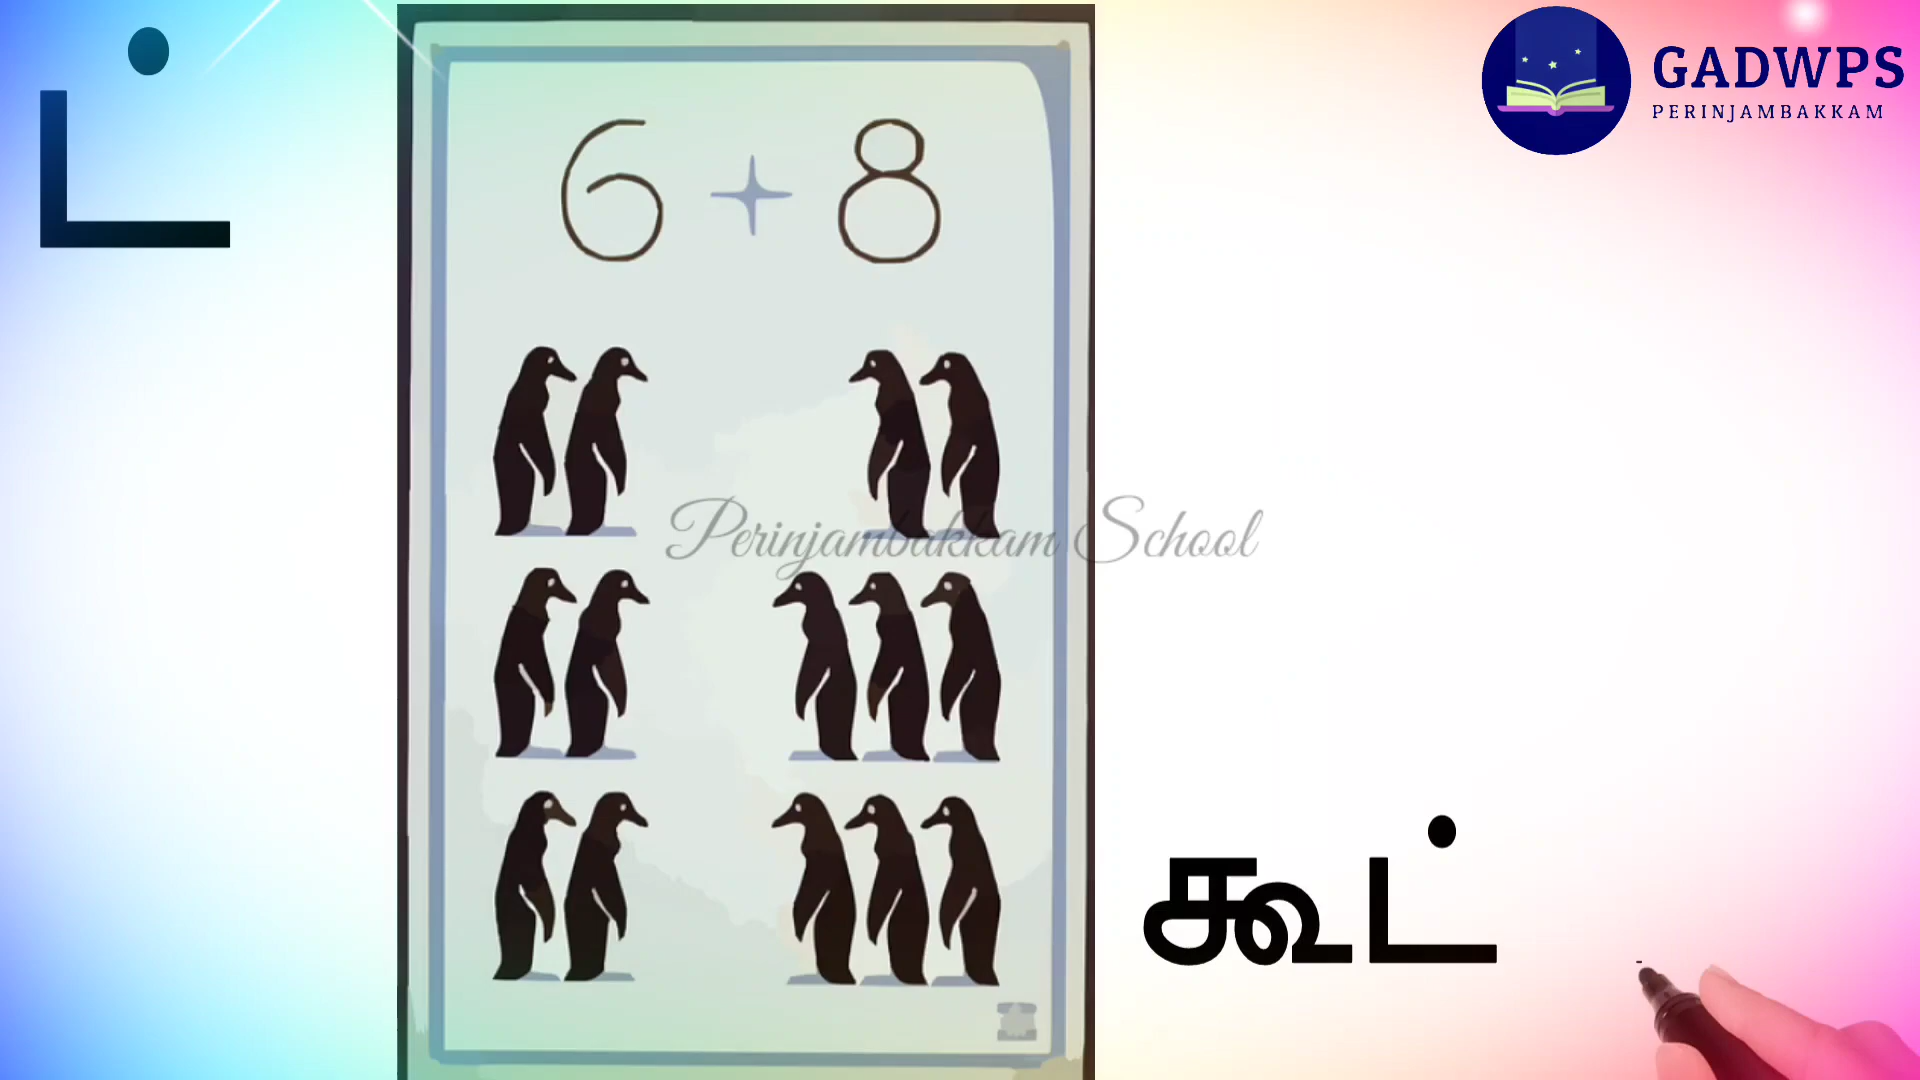 ட்
6 + 8
GADWPS
PERINJAMBAKKAM
Perinjambakkam School
கூட்